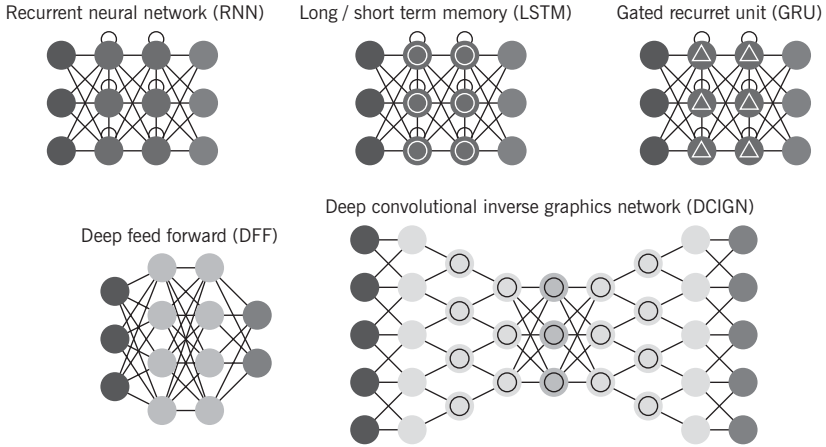 Recurrent neural network (RNN)
Long / short term memory (LSTM)
Gated recurret unit (GRU)
Deep convolutional inverse graphics network (DCIGN)
Deep feed forward (DFF)